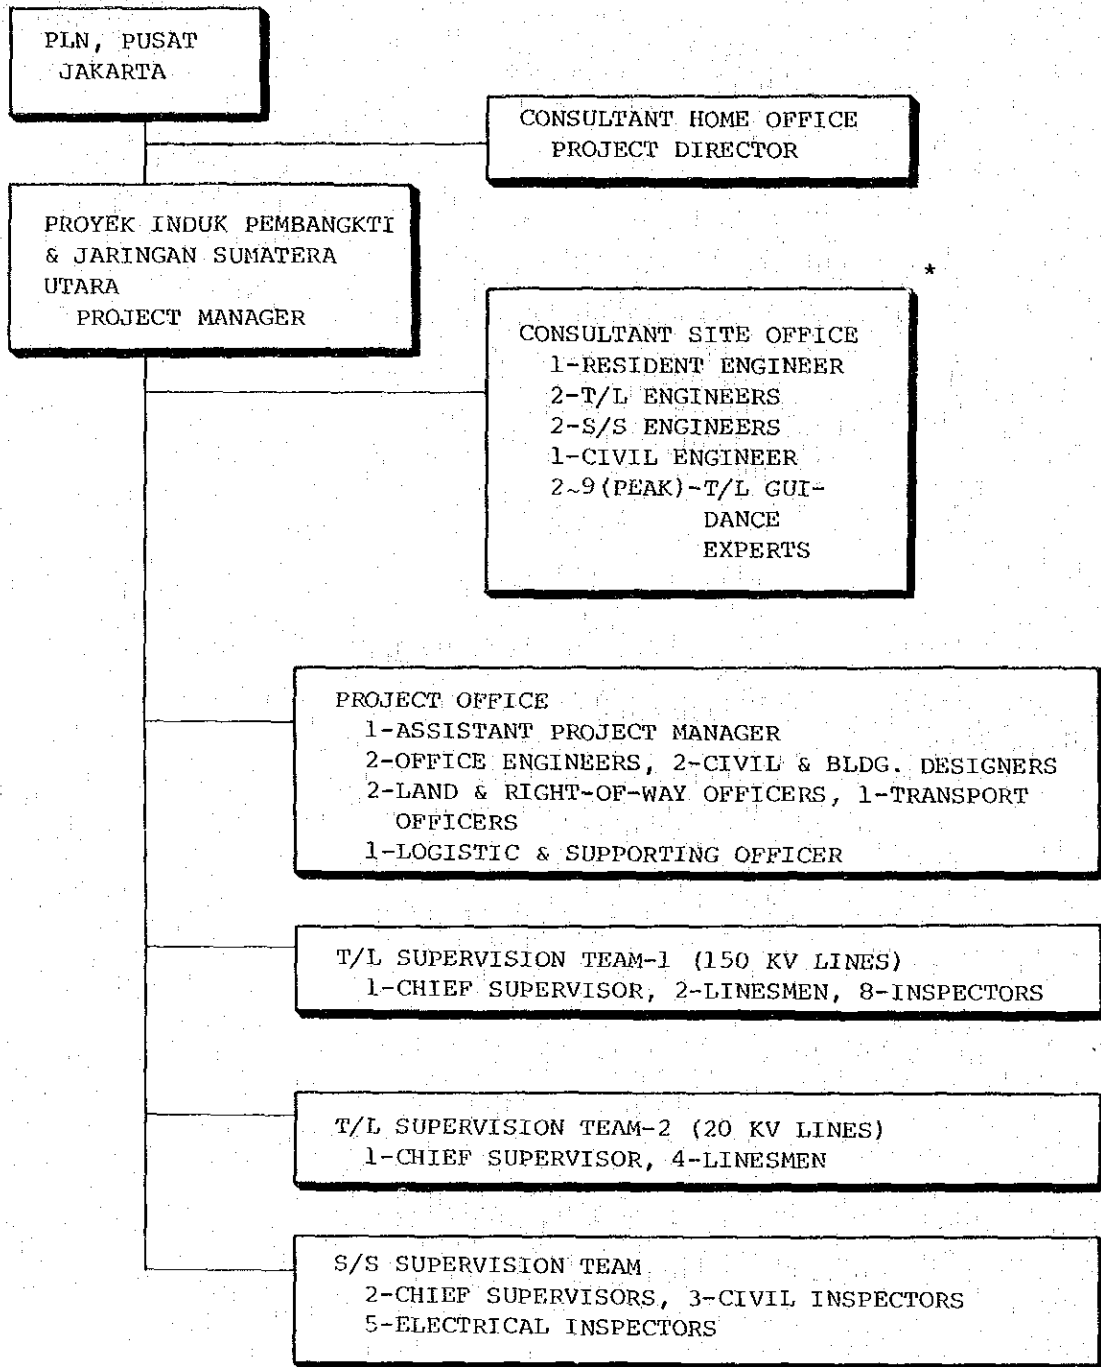 PLN, PUSAT
JAKARTA
CONSULTANT HOME OFFICE
PROJECT DIRECTOR
PROYEK INDUK PEMBANGKTI
& JARINGAN SUMATERA
UTARA
PROJECT MANAGER
*
CONSULTANT SITE OFFICE
1-RESIDENT ENGINEER
2-T/L ENGINEERS
2-S/S ENGINEERS
1-CIVIL ENGINEER
2~9(PEAK)-T/L GUI-
DANCE
EXPERTS
PROJECT OFFICE
1-ASSISTANT PROJECT MANAGER
2-OFFICE ENGINEERS, 2-CIVIL & BLDG. DESIGNERS
2-LAND & RIGHT-OF-WAY OFFICERS, 1-TRANSPORT
OFFICERS
1-LOGISTIC & SUPPORTING OFFICER
T/L SUPERVISION TEAM-1 (150 KV LINES)
1-CHIEF SUPERVISOR, 2-LINESMEN, 8-INSPECTORS
T/L SUPERVISION TEAM-2 (20 KV LINES)
1-CHIEF SUPERVISOR, 4-LINESMEN
S/S SUPERVISION TEAM
2-CHIEF SUPERVISORS, 3-CIVIL INSPECTORS
5-ELECTRICAL INSPECTORS